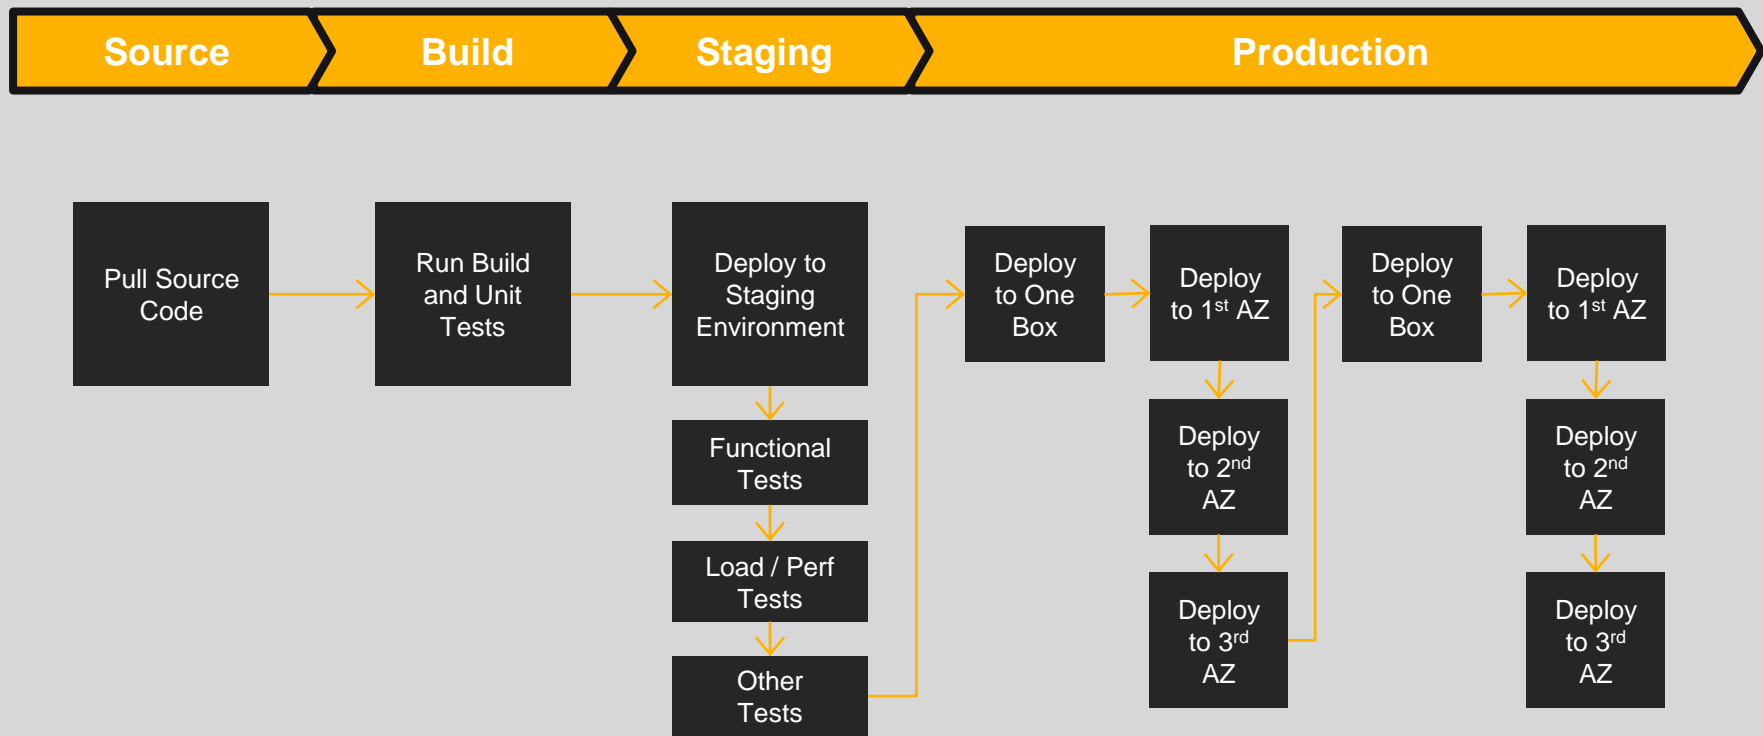 Source
Build
Staging
Production
Pull Source
Code
Run Build
and Unit
Tests
Deploy to
Staging
Environment
Functional
Tests
Load / Perf
Tests
Other
Tests
Deploy
to One
Box
Deploy
to 1st AZ
Deploy
to 2nd
AZ
Deploy
to 3rd
AZ
Deploy
to One
Box
Deploy
to 1st AZ
Deploy
to 2nd
AZ
Deploy
to 3rd
AZ